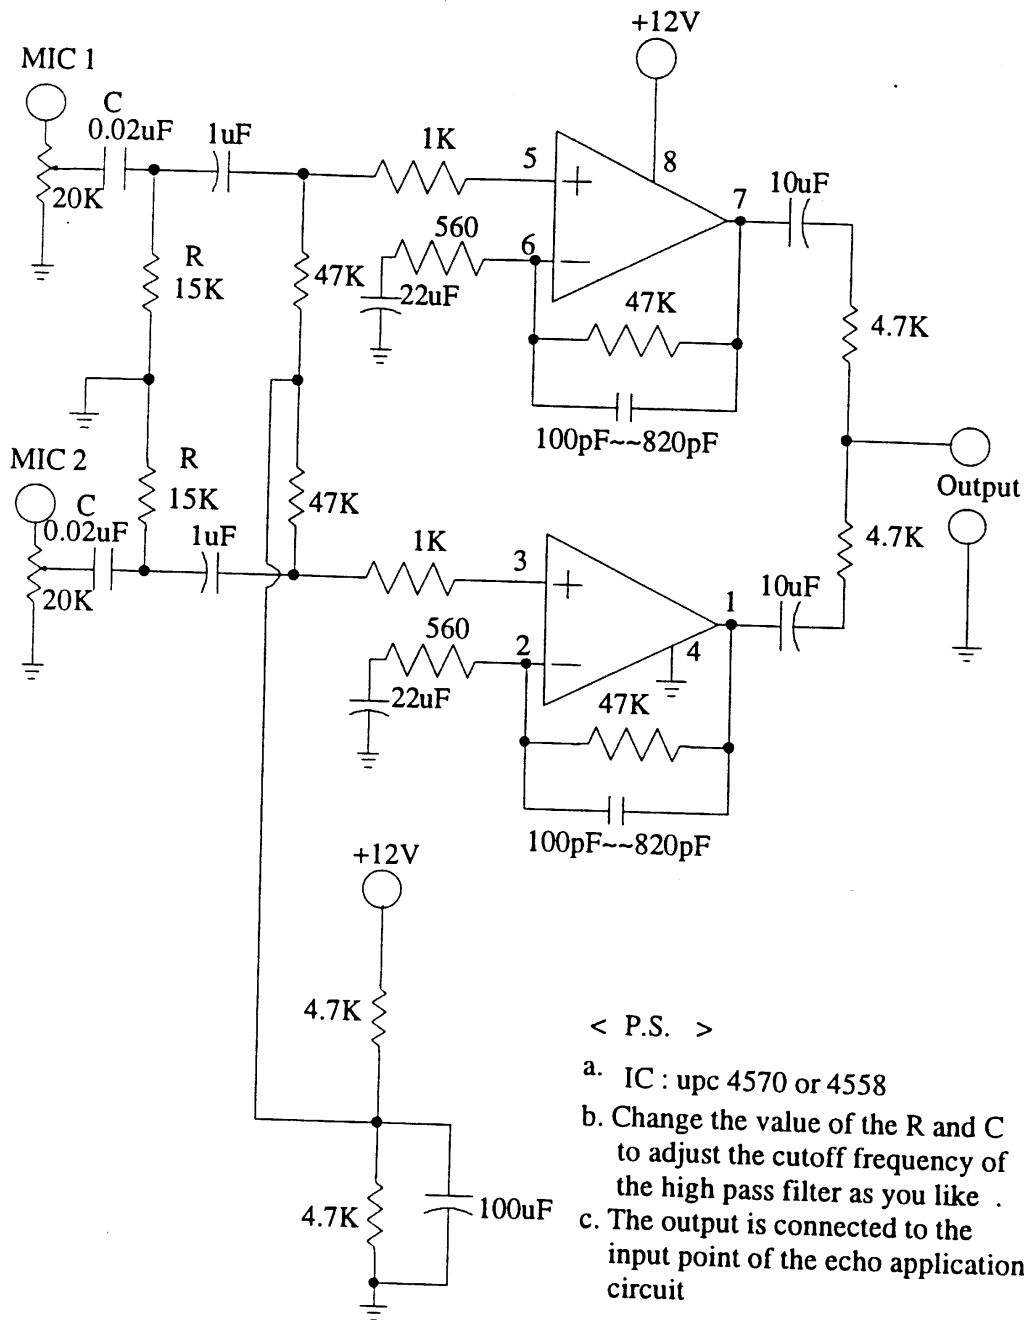 +12V
MIC 1
C
0.02uF
1uF
1K
5
8
20K
10uF
7
560
6
R
15K
47K
22uF
47K
4.7K
100pF~~820pF
MIC 2
R
C
15K
47K
Output
0.02uF
1uF
1K
3
4.7K
20K
10uF
1
560
2
4
22uF
47K
100pF~~820pF
+12V
4.7K
< P.S. >
a. IC : upc 4570 or 4558
b. Change the value of the R and C
to adjust the cutoff frequency of
the high pass filter as you like .
4.7K
100uF
c. The output is connected to the
input point of the echo application
circuit